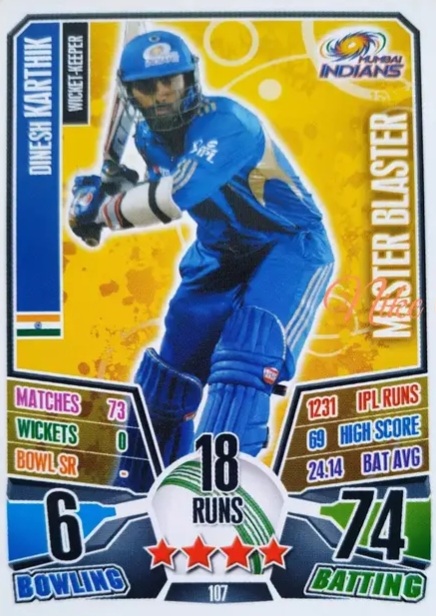 DINESH KARTHIK
WICKET-KEEPER
MUMBAI
INDIANS
MASTER BLASTER
Nike
MATCHES 73
WICKETS 0
BOWL SR -
1231 IPL RUNS
69 HIGH SCORE
24.14 BAT AVG
18
RUNS
6
BOWLING
74
BATTING
107